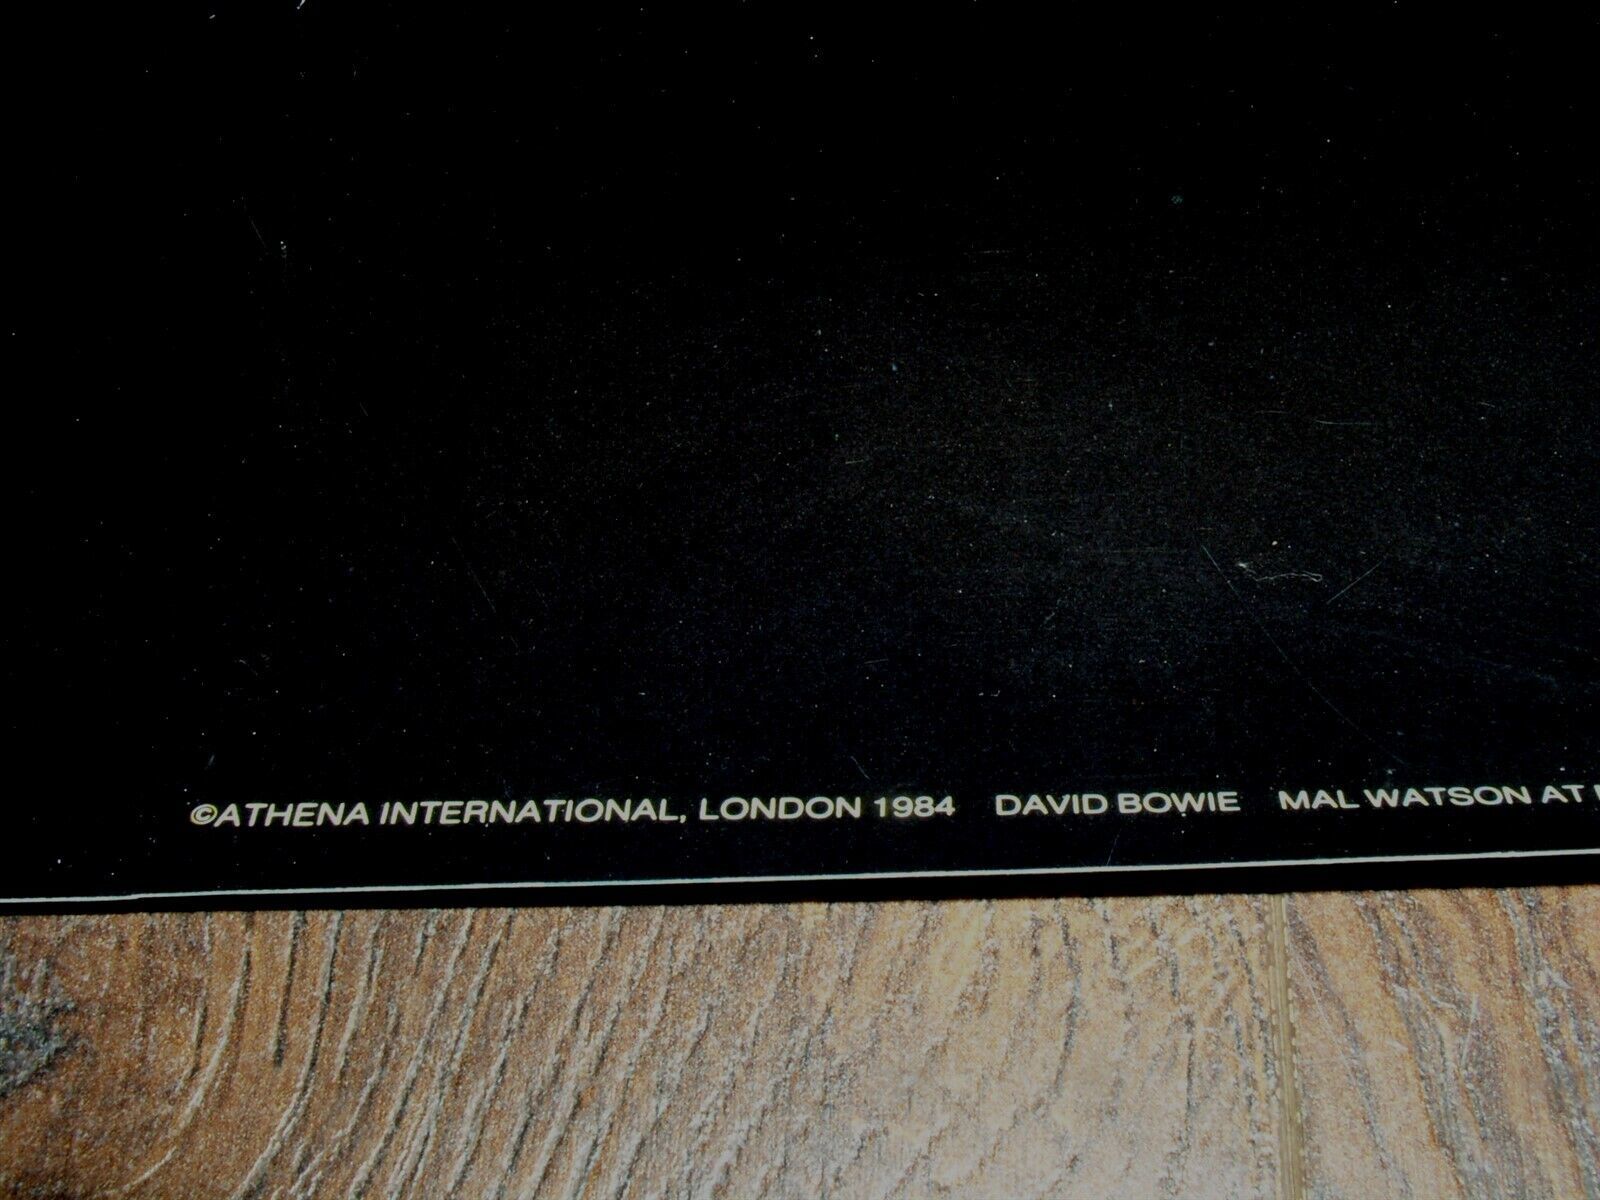 ©ATHENA INTERNATIONAL, LONDON 1984 DAVID BOWIE MAL WATSON AT